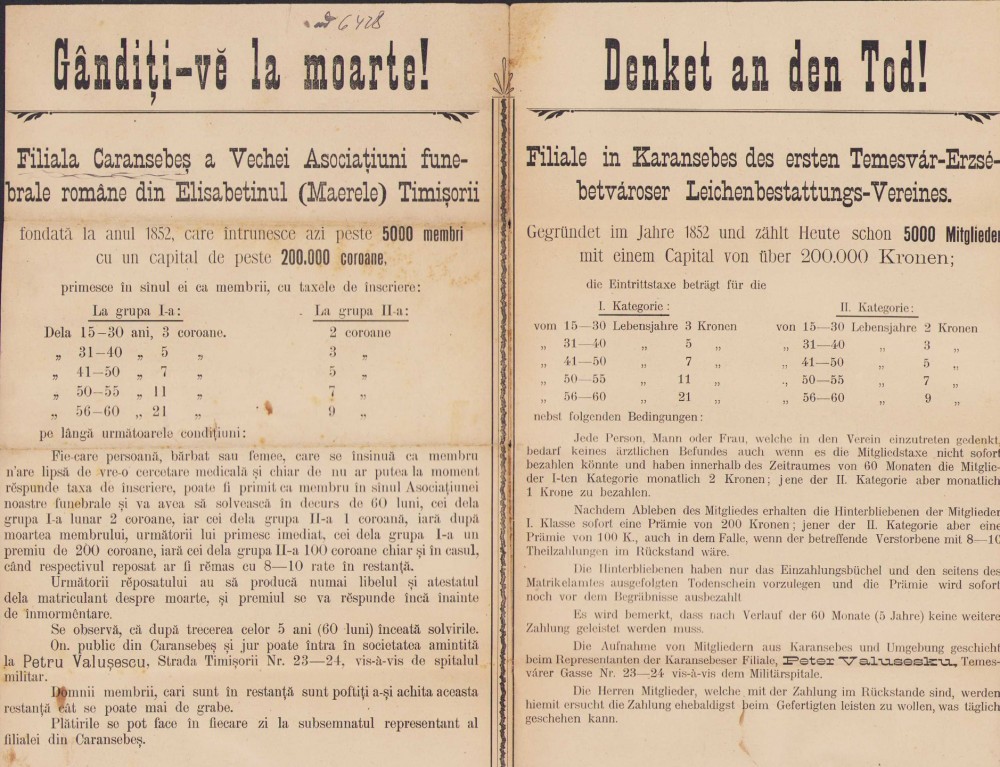 6428
Gândiți-vĕ la moarte!
Filiala Caransebeș a Vechei Asociațiuni fune-
brale române din Elisabetinul (Maerele) Timișorii
fondată la anul 1852, care întrunesce azi peste 5000 membri
cu un capital de peste 200.000 coroane,
primesce în sînul ei ca membrii, cu taxele de înscriere:
La grupa I-a: La grupa II-a:
Dela 15—30 ani, 3 coroane. 2 coroane
„ 31—40 „ 5 „ 3 „
„ 41—50 „ 7 „ 5 „
„ 50—55 „ 11 „ 7 „
„ 56—60 „ 21 „ 9 „
pe lângă următoarele condițiuni:
Fie-care persoană, bărbat sau femee, care se însinuă ca membru
n'are lipsă de vre-o cercetare medicală și chiar de nu ar putea la moment
rĕspunde taxa de înscriere, poate fi primit ca membru în sînul Asociațiunei
noastre funebrale și va avea să solvească în decurs de 60 luni, cei dela
grupa I-a lunar 2 coroane, iar cei dela grupa II-a 1 coroană, iară după
moartea membrului, următorii lui primesc imediat, cei dela grupa I-a un
premiu de 200 coroane, iară cei dela grupa II-a 100 coroane chiar și în casul,
când respectivul reposat ar fi rĕmas cu 8—10 rate în restanță.
Următorii rĕposatului au să producă numai libelul și atestatul
dela matriculant despre moarte, și premiul se va rĕspunde încă înainte
de înmormêntare.
Se observă, că după trecerea celor 5 ani (60 luni) înceară solvirile.
On. public din Caransebeș și jur poate întra în societatea amintită
la Petru Valușescu, Strada Timișorii Nr. 23—24, vis-à-vis de spitalul
militar.
Domnii membrii, cari sunt în restanță sunt poftiți a-și achita aceasta
restanță cât se poate mai de grabe.
Plătirile se pot face în fiecare zi la subsemnatul representant al
filialei din Caransebeș.
Denket an den Tod!
Filiale in Karansebes des ersten Temesvár-Erzsé-
betvároser Leichenbestattungs-Vereines.
Gegründet im Jahre 1852 und zählt Heute schon 5000 Mitglieder
mit einem Capital von über 200.000 Kronen;
die Eintrittstaxe beträgt für die
I. Kategorie: II. Kategorie:
vom 15—30 Lebensjahre 3 Kronen von 15—30 Lebensjahre 2 Kronen
„ 31—40 „ 5 „ „ 31—40 „ 3 „
„ 41—50 „ 7 „ „ 41—50 „ 5 „
„ 50—55 „ 11 „ „ 50—55 „ 7 „
„ 56—60 „ 21 „ „ 56—60 „ 9 „
nebst folgenden Bedingungen:
Jede Person, Mann oder Frau, welche in den Verein einzutreten gedenkt,
bedarf keines ärztlichen Befundes auch wenn es die Mitgliedstaxe nicht sofort
bezahlen könnte und haben innerhalb des Zeitraumes von 60 Monaten die Mitglie-
der I-ten Kategorie monatlich 2 Kronen; jene der II. Kategorie aber monatlich
1 Krone zu bezahlen.
Nachdem Ableben des Mitgliedes erhalten die Hinterbliebenen der Mitglieder
I. Klasse sofort eine Prämie von 200 Kronen; jener der II. Kategorie aber eine
Prämie von 100 K., auch in dem Falle, wenn der betreffende Verstorbene mit 8—10
Theilzahlungen im Rückstand wäre.
Die Hinterbliebenen haben nur das Einzahlungsbüchel und den seitens des
Matrikelamtes ausgefolgten Todenschein vorzulegen und die Prämie wird sofort
noch vor dem Begräbnisse ausbezahlt
Es wird bemerkt, dass nach Verlauf der 60 Monate (5 Jahre) keine weitere
Zahlung geleistet werden muss.
Die Aufnahme von Mitgliedern aus Karansebes und Umgebung geschieht
beim Representanten der Karansebeser Filiale, Peter Valusesku, Temes-
várer Gasse Nr. 23—24 vis-à-vis dem Militärspitale.
Die Herren Mitglieder, welche mit der Zahlung im Rückstande sind, werden
hiemit ersucht die Zahlung ehebaldigst beim Gefertigten leisten zu wollen, was täglich
geschehen kann.